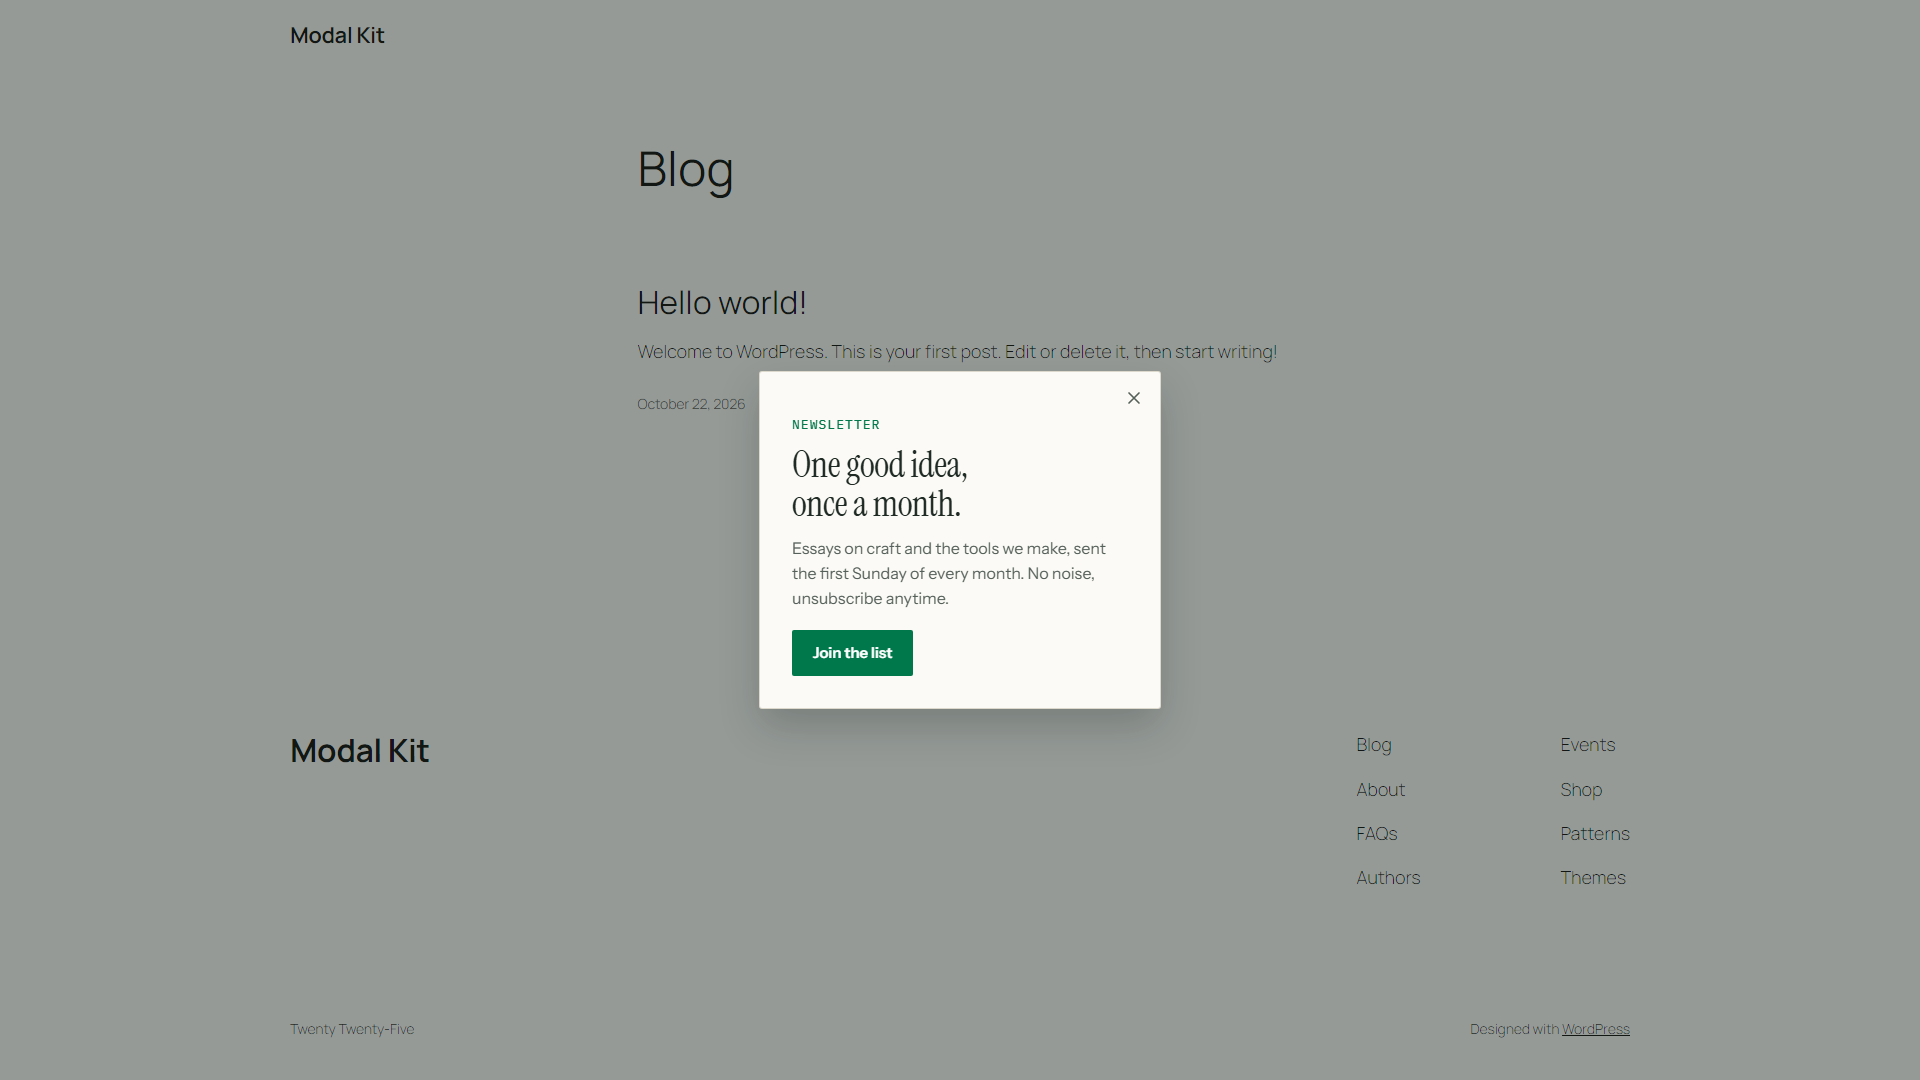 Modal Kit
Blog
Hello world!
Welcome to WordPress. This is your first post. Edit or delete it, then start writing!
October 22, 2026
NEWSLETTER
One good idea,
once a month.
Essays on craft and the tools we make, sent
the first Sunday of every month. No noise,
unsubscribe anytime.
Join the list
Modal Kit
Blog
About
FAQs
Authors
Events
Shop
Patterns
Themes
Twenty Twenty-Five
Designed with WordPress